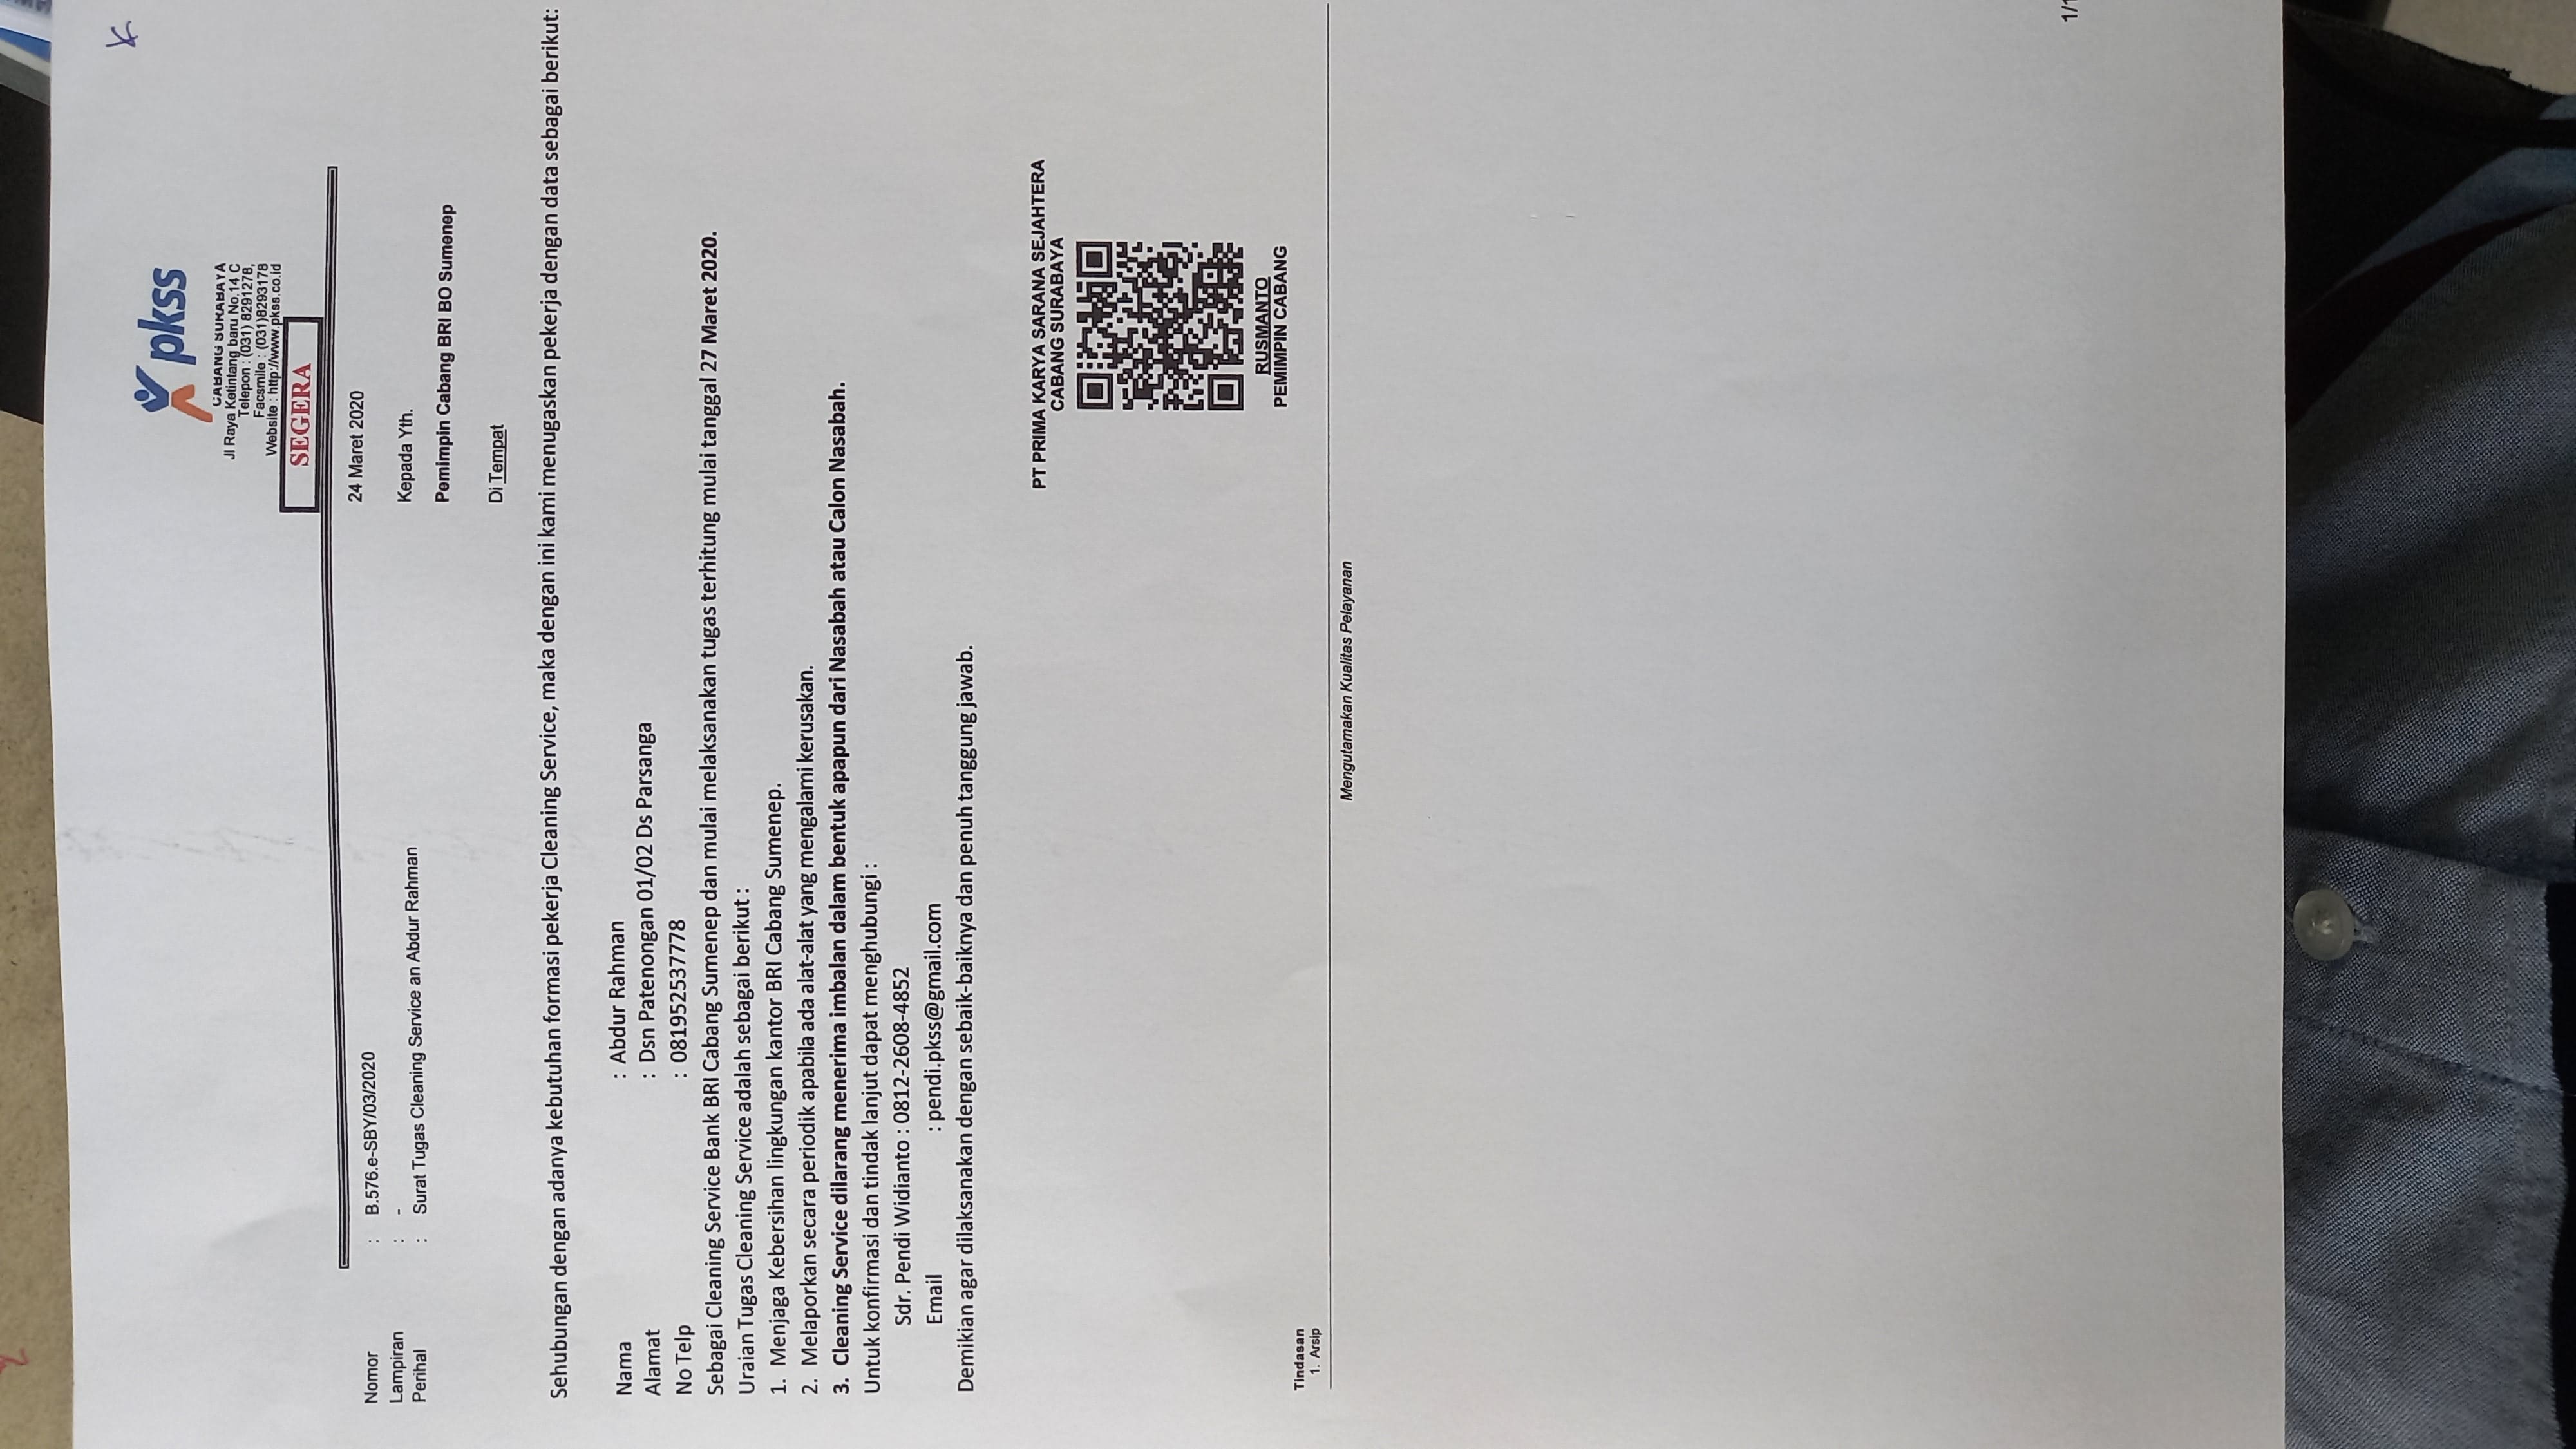 pkss
CABANG SURABAYA
Jl Raya Ketintang baru No.14 C
Telepon : (031) 8291278,
Facsmile : (031)8293178
Website : http://www.pkss.co.id
SEGERA
24 Maret 2020
Nomor : B.576.e-SBY/03/2020
Lampiran : -
Perihal : Surat Tugas Cleaning Service an Abdur Rahman
Kepada Yth.
Pemimpin Cabang BRI BO Sumenep
Di Tempat
Sehubungan dengan adanya kebutuhan formasi pekerja Cleaning Service, maka dengan ini kami menugaskan pekerja dengan data sebagai berikut:
Nama : Abdur Rahman
Alamat : Dsn Patenongan 01/02 Ds Parsanga
No Telp : 081952537778
Sebagai Cleaning Service Bank BRI Cabang Sumenep dan mulai melaksanakan tugas terhitung mulai tanggal 27 Maret 2020.
Uraian Tugas Cleaning Service adalah sebagai berikut :
1. Menjaga Kebersihan lingkungan kantor BRI Cabang Sumenep.
2. Melaporkan secara periodik apabila ada alat-alat yang mengalami kerusakan.
3. Cleaning Service dilarang menerima imbalan dalam bentuk apapun dari Nasabah atau Calon Nasabah.
Untuk konfirmasi dan tindak lanjut dapat menghubungi :
Sdr. Pendi Widianto : 0812-2608-4852
Email : pendi.pkss@gmail.com
Demikian agar dilaksanakan dengan sebaik-baiknya dan penuh tanggung jawab.
PT PRIMA KARYA SARANA SEJAHTERA
CABANG SURABAYA
RUSMANTO
PEMIMPIN CABANG
Tindasan
1. Arsip
Mengutamakan Kualitas Pelayanan
1/1